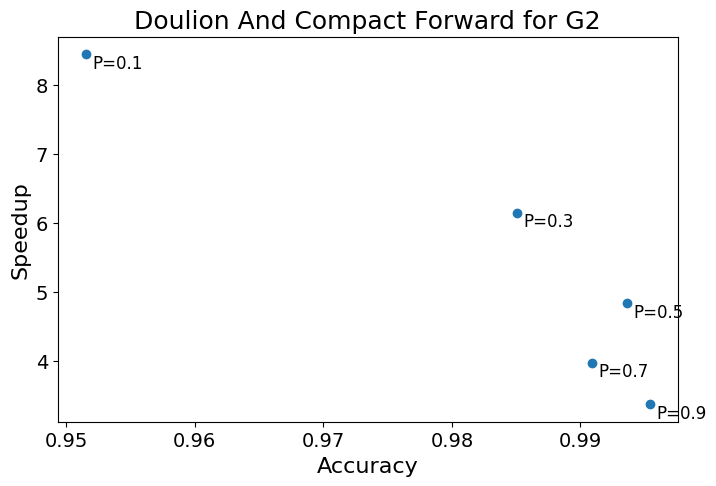 Doulion And Compact Forward for G2
8
7
6
5
4
Speedup
P=0.1
P=0.3
P=0.5
P=0.7
P=0.9
0.95 0.96 0.97 0.98 0.99
Accuracy